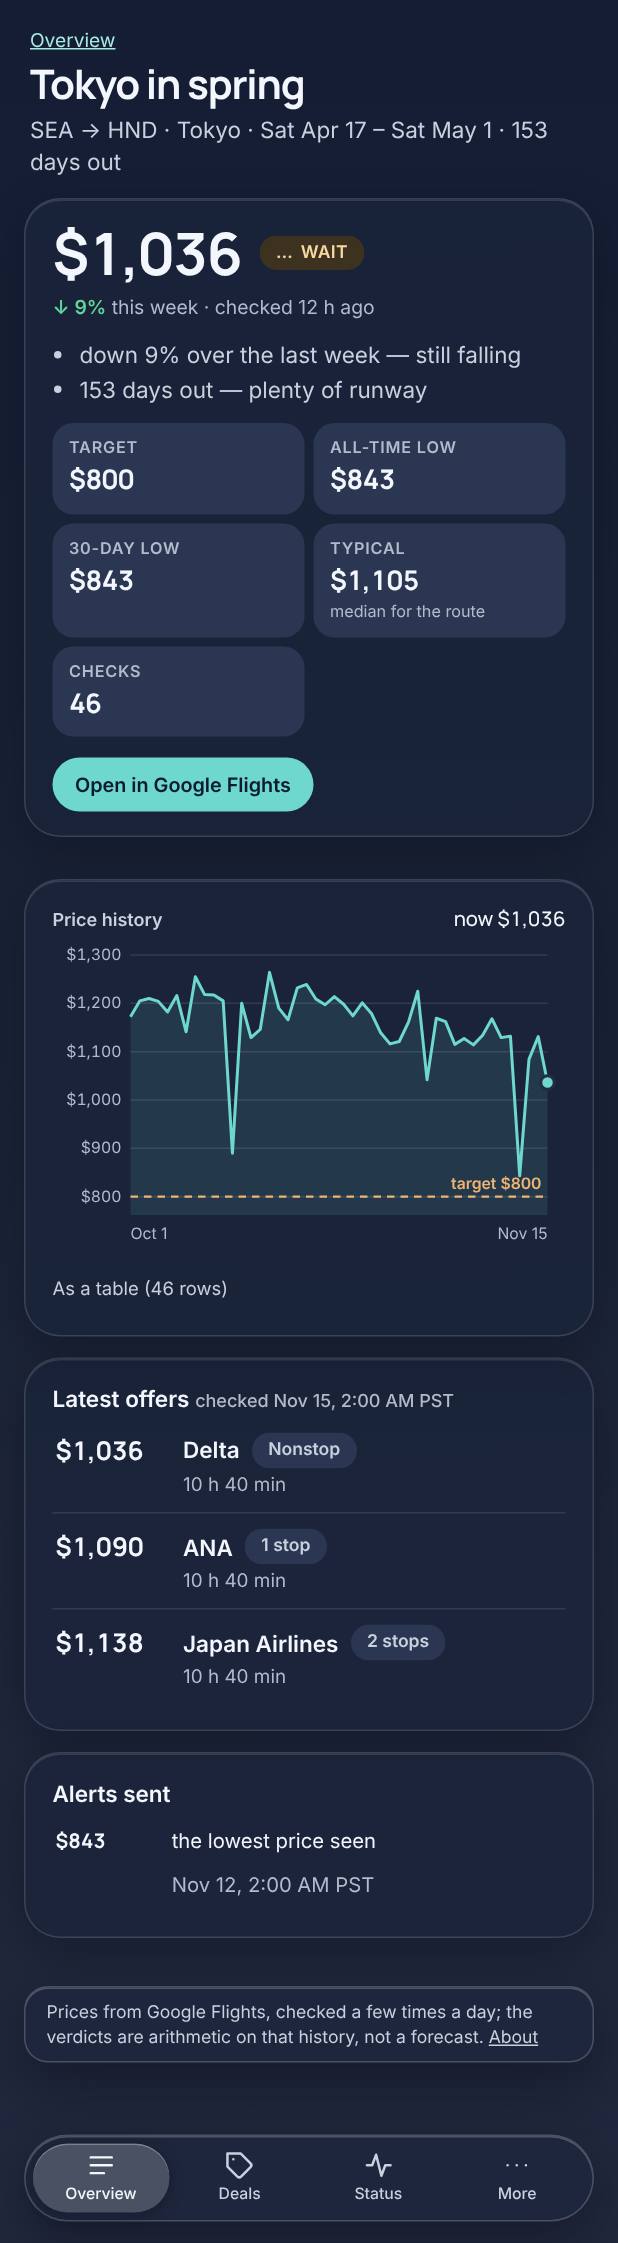 Overview
Tokyo in spring
SEA → HND · Tokyo · Sat Apr 17 – Sat May 1 · 153
days out
$1,036 ... WAIT
↓ 9% this week · checked 12 h ago
• down 9% over the last week — still falling
• 153 days out — plenty of runway
TARGET
$800
ALL-TIME LOW
$843
30-DAY LOW
$843
TYPICAL
$1,105
median for the route
CHECKS
46
Open in Google Flights
Price history now $1,036
$1,300
$1,200
$1,100
$1,000
$900
$800
target $800
Oct 1 Nov 15
As a table (46 rows)
Latest offers checked Nov 15, 2:00 AM PST
$1,036 Delta Nonstop
10 h 40 min
$1,090 ANA 1 stop
10 h 40 min
$1,138 Japan Airlines 2 stops
10 h 40 min
Alerts sent
$843 the lowest price seen
Nov 12, 2:00 AM PST
Prices from Google Flights, checked a few times a day; the
verdicts are arithmetic on that history, not a forecast. About
Overview Deals Status More